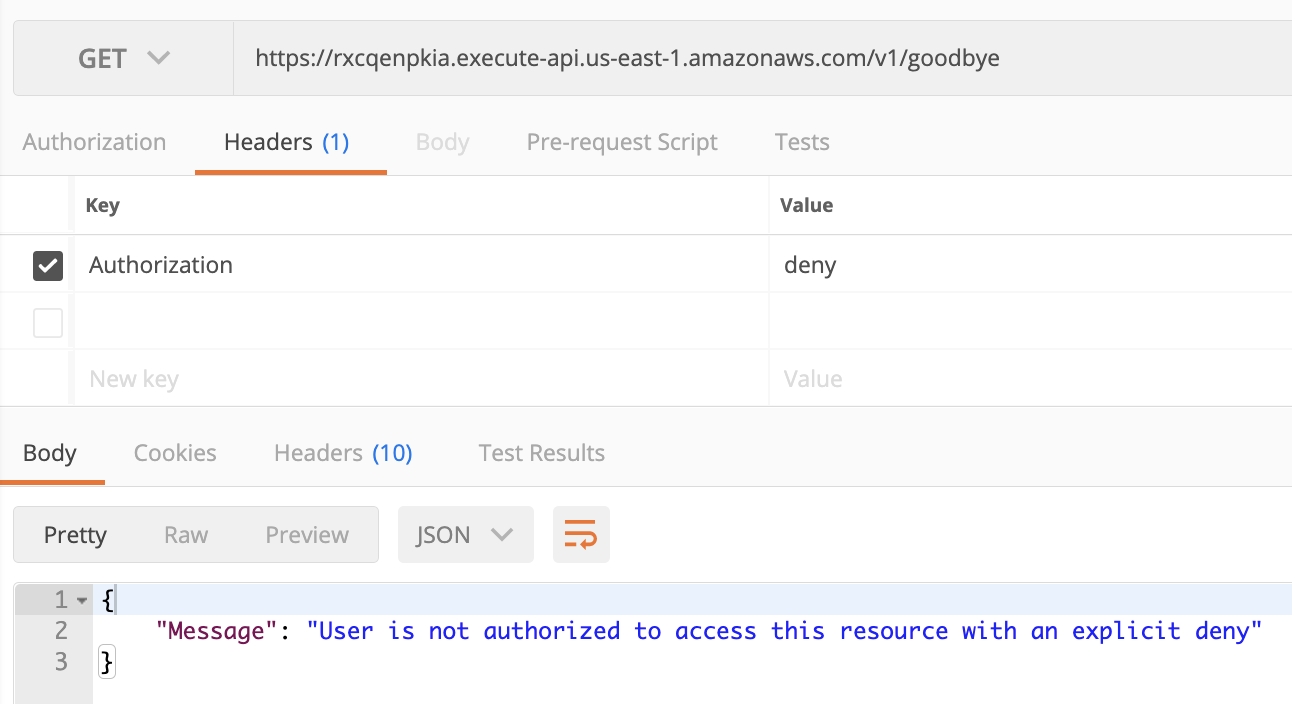 GET https://rxcqenpkia.execute-api.us-east-1.amazonaws.com/v1/goodbye
Authorization Headers (1) Body Pre-request Script Tests
Key Value
Authorization deny
New key Value
Body Cookies Headers (10) Test Results
Pretty Raw Preview JSON
1 {
2 "Message": "User is not authorized to access this resource with an explicit deny"
3 }